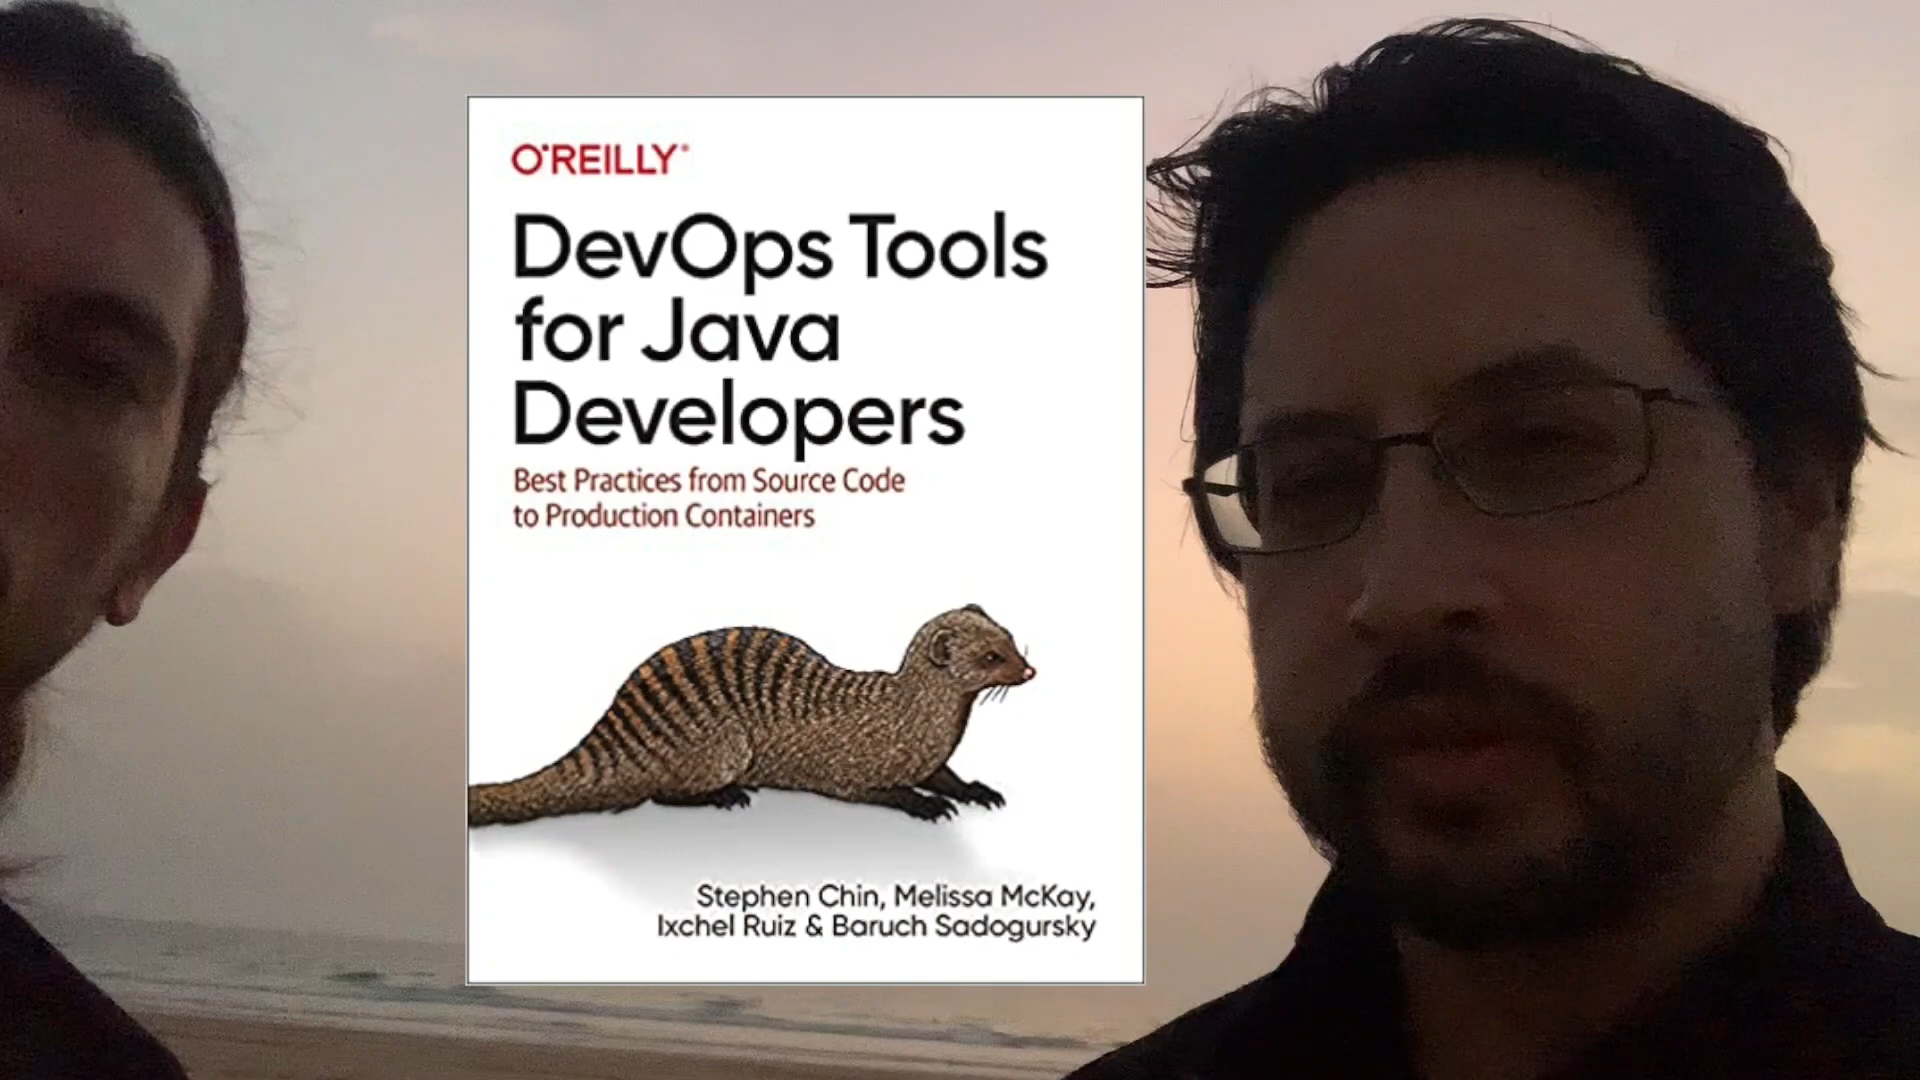 O'REILLY®
DevOps Tools
for Java
Developers
Best Practices from Source Code
to Production Containers
Stephen Chin, Melissa McKay,
Ixchel Ruiz & Baruch Sadogursky